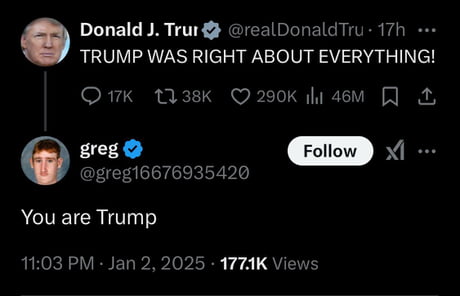 Donald J. Trur @realDonaldTru · 17h
TRUMP WAS RIGHT ABOUT EVERYTHING!
17K 38K 290K 46M
greg Follow
@greg16676935420
You are Trump
11:03 PM · Jan 2, 2025 · 177.1K Views